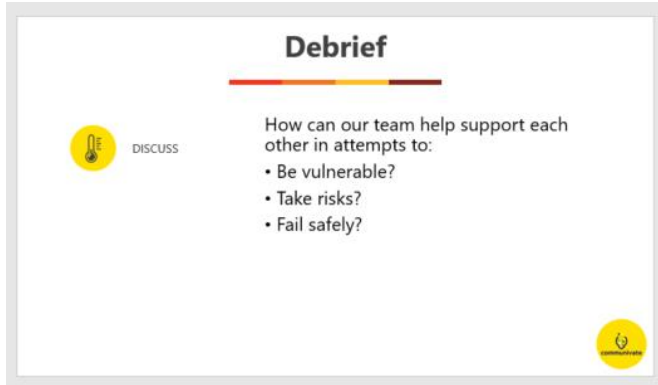 Debrief
DISCUSS
How can our team help support each
other in attempts to:
• Be vulnerable?
• Take risks?
• Fail safely?
communivate